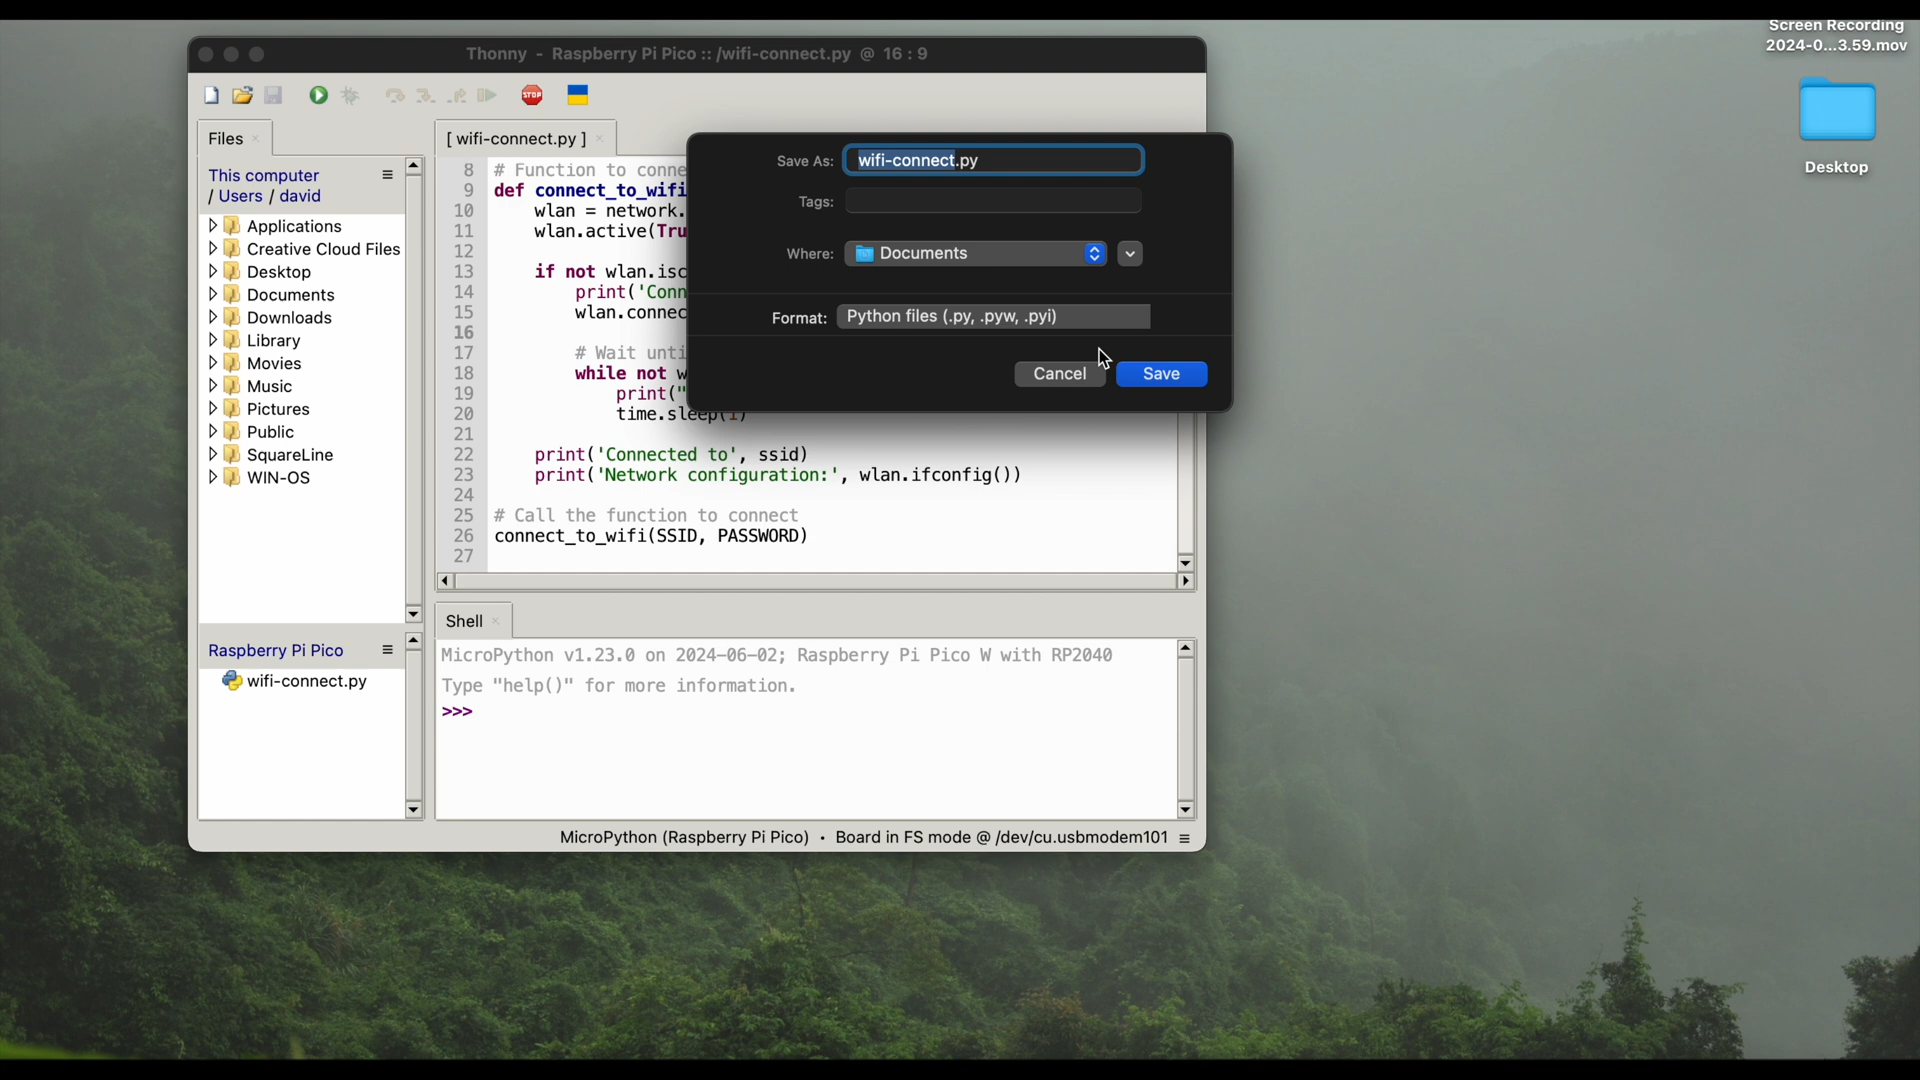 Screen Recording
2024-0...3.59.mov
Desktop
Thonny - Raspberry Pi Pico :: /wifi-connect.py @ 16 : 9
STOP
Files
This computer
/ Users / david
Applications
Creative Cloud Files
Desktop
Documents
Downloads
Library
Movies
Music
Pictures
Public
SquareLine
WIN-OS
Raspberry Pi Pico
wifi-connect.py
[ wifi-connect.py ]
8 # Function to conne
9 def connect_to_wifi
10 wlan = network.
11 wlan.active(Tru
12
13 if not wlan.isc
14 print('Conn
15 wlan.connec
16
17 # Wait unti
18 while not w
19 print("
20 time.sleep(1)
21
22 print('Connected to', ssid)
23 print('Network configuration:', wlan.ifconfig())
24
25 # Call the function to connect
26 connect_to_wifi(SSID, PASSWORD)
27
Save As: wifi-connect.py
Tags:
Where: Documents
Format: Python files (.py, .pyw, .pyi)
Cancel Save
Shell
MicroPython v1.23.0 on 2024-06-02; Raspberry Pi Pico W with RP2040
Type "help()" for more information.
>>>
MicroPython (Raspberry Pi Pico) • Board in FS mode @ /dev/cu.usbmodem101